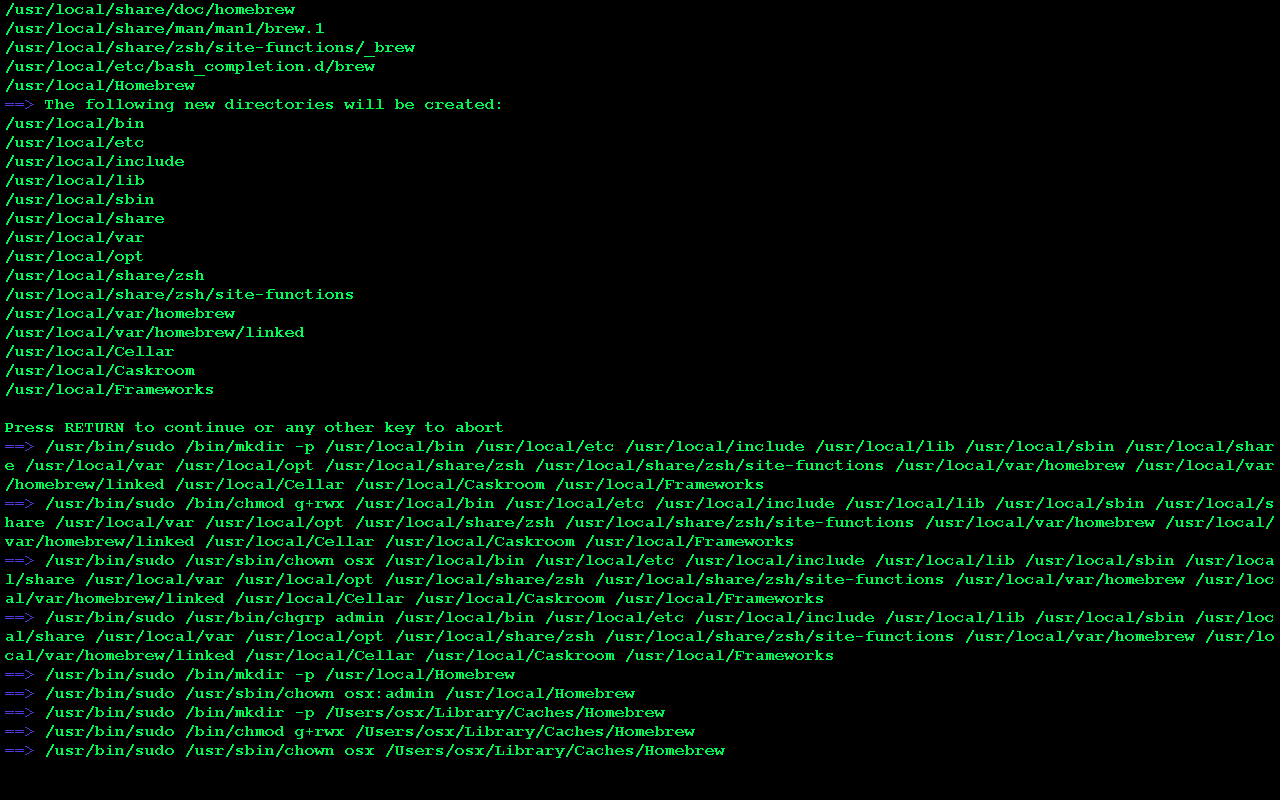 /usr/local/share/doc/homebrew
/usr/local/share/man/man1/brew.1
/usr/local/share/zsh/site-functions/_brew
/usr/local/etc/bash_completion.d/brew
/usr/local/Homebrew
==> The following new directories will be created:
/usr/local/bin
/usr/local/etc
/usr/local/include
/usr/local/lib
/usr/local/sbin
/usr/local/share
/usr/local/var
/usr/local/opt
/usr/local/share/zsh
/usr/local/share/zsh/site-functions
/usr/local/var/homebrew
/usr/local/var/homebrew/linked
/usr/local/Cellar
/usr/local/Caskroom
/usr/local/Frameworks

Press RETURN to continue or any other key to abort
==> /usr/bin/sudo /bin/mkdir -p /usr/local/bin /usr/local/etc /usr/local/include /usr/local/lib /usr/local/sbin /usr/local/shar
e /usr/local/var /usr/local/opt /usr/local/share/zsh /usr/local/share/zsh/site-functions /usr/local/var/homebrew /usr/local/var
/homebrew/linked /usr/local/Cellar /usr/local/Caskroom /usr/local/Frameworks
==> /usr/bin/sudo /bin/chmod g+rwx /usr/local/bin /usr/local/etc /usr/local/include /usr/local/lib /usr/local/sbin /usr/local/s
hare /usr/local/var /usr/local/opt /usr/local/share/zsh /usr/local/share/zsh/site-functions /usr/local/var/homebrew /usr/local/
var/homebrew/linked /usr/local/Cellar /usr/local/Caskroom /usr/local/Frameworks
==> /usr/bin/sudo /usr/sbin/chown osx /usr/local/bin /usr/local/etc /usr/local/include /usr/local/lib /usr/local/sbin /usr/loca
l/share /usr/local/var /usr/local/opt /usr/local/share/zsh /usr/local/share/zsh/site-functions /usr/local/var/homebrew /usr/loc
al/var/homebrew/linked /usr/local/Cellar /usr/local/Caskroom /usr/local/Frameworks
==> /usr/bin/sudo /usr/bin/chgrp admin /usr/local/bin /usr/local/etc /usr/local/include /usr/local/lib /usr/local/sbin /usr/loc
al/share /usr/local/var /usr/local/opt /usr/local/share/zsh /usr/local/share/zsh/site-functions /usr/local/var/homebrew /usr/lo
cal/var/homebrew/linked /usr/local/Cellar /usr/local/Caskroom /usr/local/Frameworks
==> /usr/bin/sudo /bin/mkdir -p /usr/local/Homebrew
==> /usr/bin/sudo /usr/sbin/chown osx:admin /usr/local/Homebrew
==> /usr/bin/sudo /bin/mkdir -p /Users/osx/Library/Caches/Homebrew
==> /usr/bin/sudo /bin/chmod g+rwx /Users/osx/Library/Caches/Homebrew
==> /usr/bin/sudo /usr/sbin/chown osx /Users/osx/Library/Caches/Homebrew